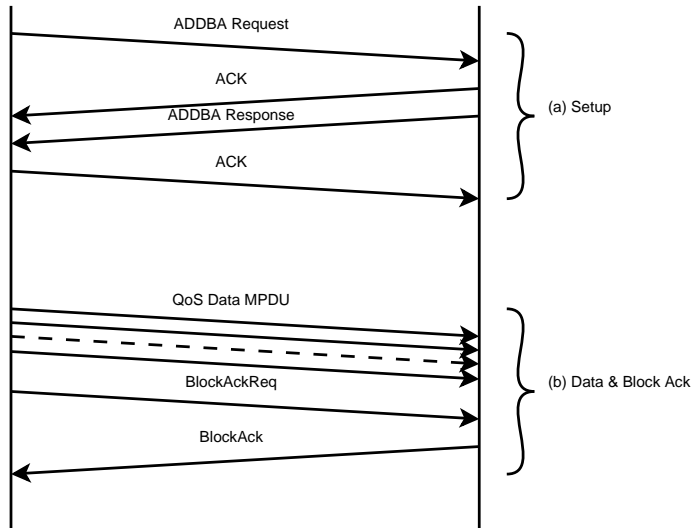 ADDBA Request
ACK
ADDBA Response
(a) Setup
ACK
QoS Data MPDU
BlockAckReq
(b) Data & Block Ack
BlockAck